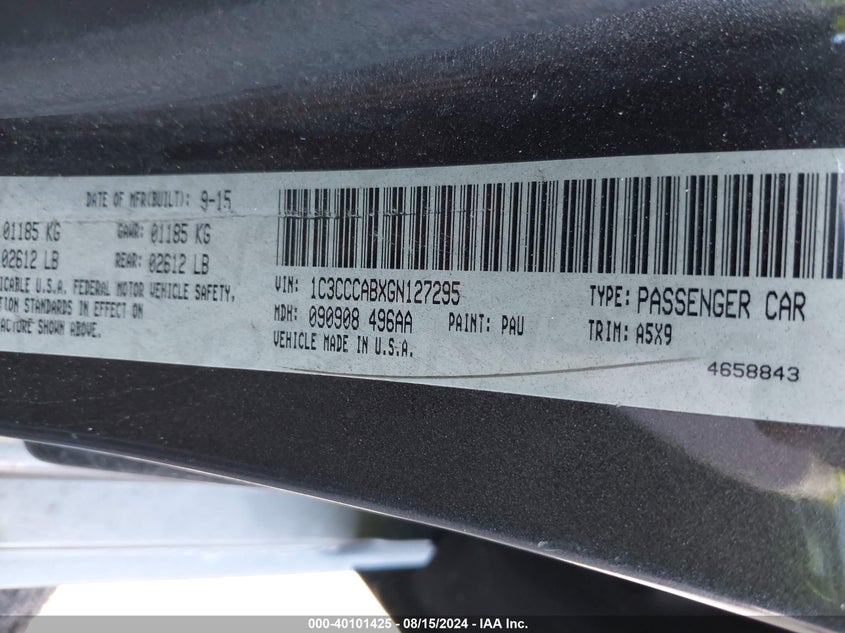 DATE OF MFR(BUILT): 9-15
01185 KG GAWR: 01185 KG
02612 LB REAR: 02612 LB
ICABLE U.S.A. FEDERAL MOTOR VEHICLE SAFETY,
TION STANDARDS IN EFFECT ON
ACTURE SHOWN ABOVE.
VIN: 1C3CCCABXGN127295
TYPE: PASSENGER CAR
MDH: 090908 496AA PAINT: PAU
TRIM: A5X9
VEHICLE MADE IN U.S.A.
4658843
000-40101425 - 08/15/2024 - IAA Inc.